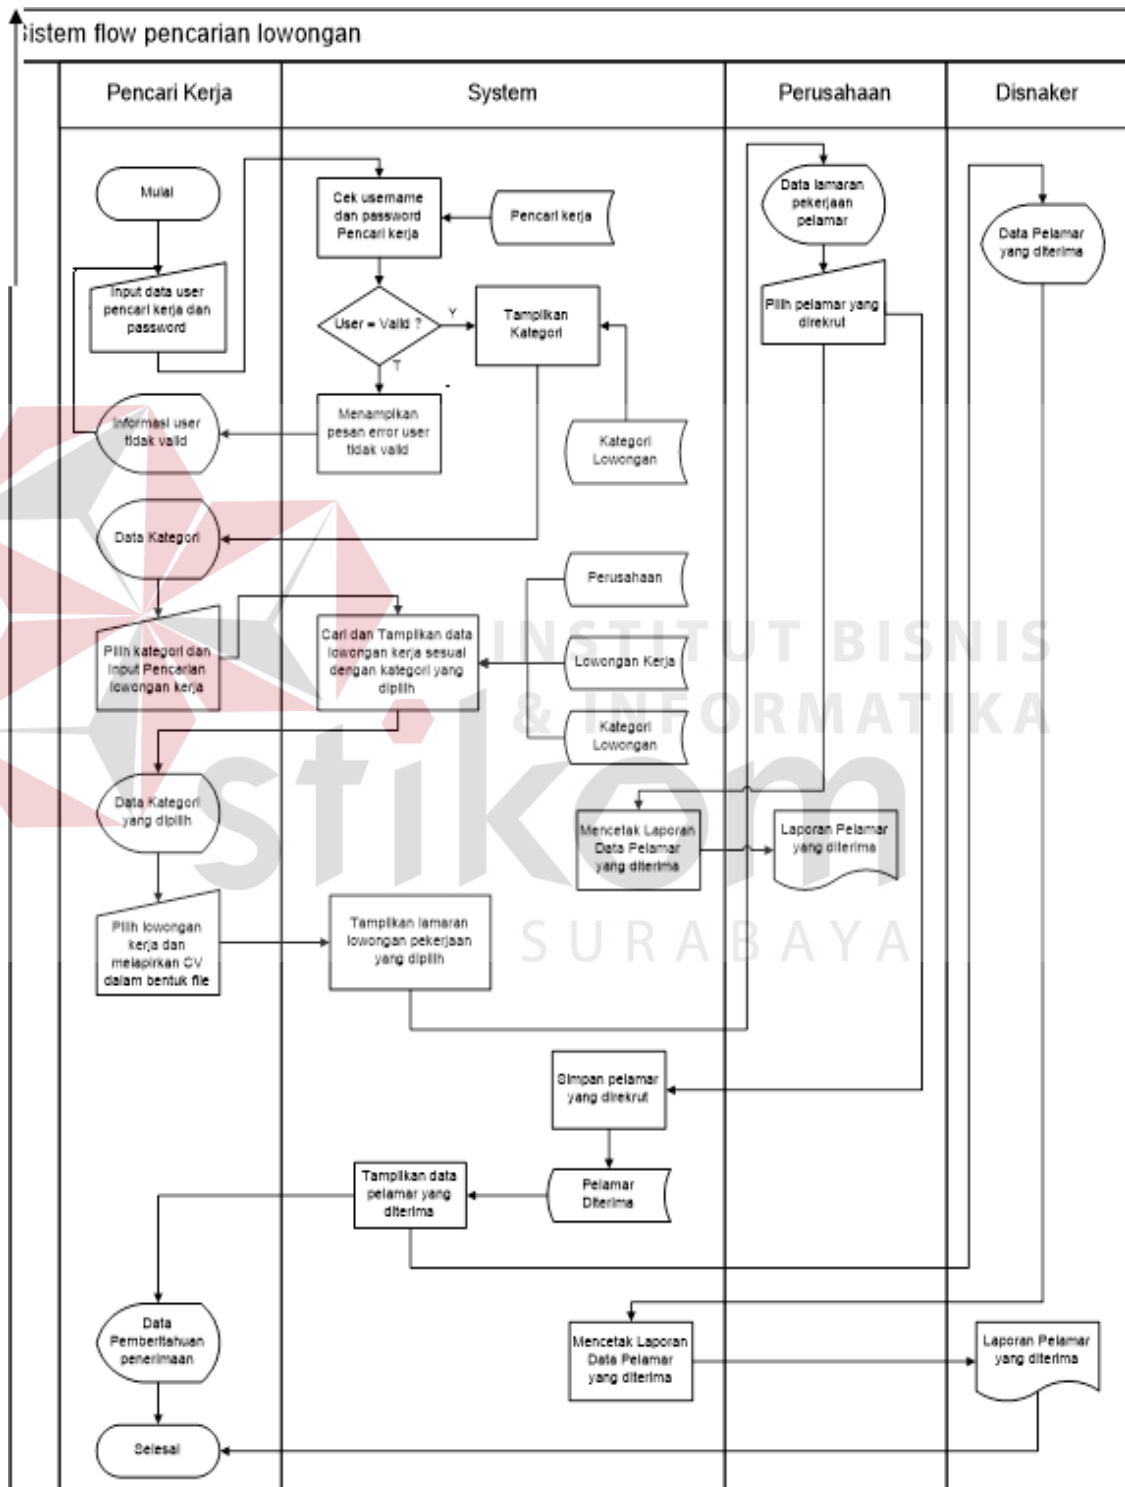 Sistem flow pencarian lowongan
Pencari Kerja
System
Perusahaan
Disnaker
Mulai
Cek username
dan password
Pencari kerja
Pencari kerja
Data lamaran
pekerjaan
pelamar
Data Pelamar
yang diterima
Input data user
pencari kerja dan
password
User = Valid ?
Y
T
Tampilkan
Kategori
Pilih pelamar yang
direkrut
Informasi user
tidak valid
Menampilkan
pesan error user
tidak valid
Kategori
Lowongan
Data Kategori
Perusahaan
Pilih kategori dan
Input Pencarian
lowongan kerja
Cari dan Tampilkan data
lowongan kerja sesuai
dengan kategori yang
dipilih
Lowongan Kerja
Kategori
Lowongan
INSTITUT BISNIS
& INFORMATIKA
stikom
SURABAYA
Data Kategori
yang dipilih
Mencetak Laporan
Data Pelamar
yang diterima
Laporan Pelamar
yang diterima
Pilih lowongan
kerja dan
melapirkan CV
dalam bentuk file
Tampilkan lamaran
lowongan pekerjaan
yang dipilih
Simpan pelamar
yang direkrut
Tampilkan data
pelamar yang
diterima
Pelamar
Diterima
Data
Pemberitahuan
penerimaan
Mencetak Laporan
Data Pelamar
yang diterima
Laporan Pelamar
yang diterima
Selesai